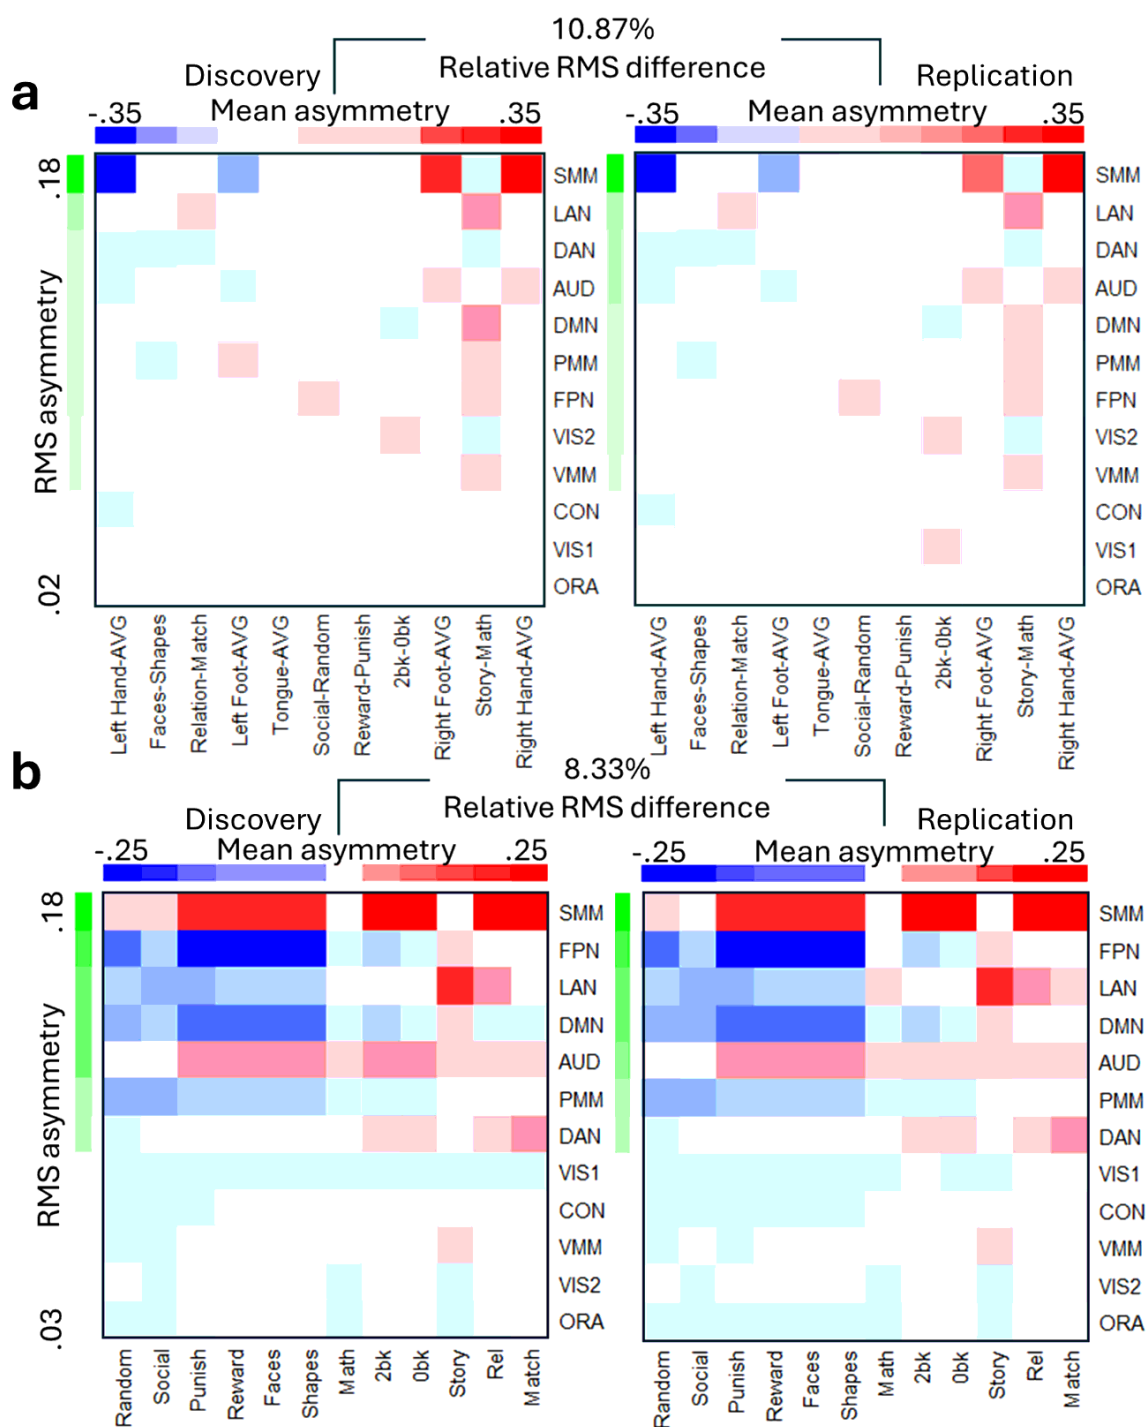 10.87%
Relative RMS difference
a
Discovery
Replication
-.35 Mean asymmetry .35
-.35 Mean asymmetry .35
.18
RMS asymmetry
.02
SMM
LAN
DAN
AUD
DMN
PMM
FPN
VIS2
VMM
CON
VIS1
ORA
SMM
LAN
DAN
AUD
DMN
PMM
FPN
VIS2
VMM
CON
VIS1
ORA
Left Hand-AVG
Faces-Shapes
Relation-Match
Left Foot-AVG
Tongue-AVG
Social-Random
Reward-Punish
2bk-0bk
Right Foot-AVG
Story-Math
Right Hand-AVG
Left Hand-AVG
Faces-Shapes
Relation-Match
Left Foot-AVG
Tongue-AVG
Social-Random
Reward-Punish
2bk-0bk
Right Foot-AVG
Story-Math
Right Hand-AVG
b
8.33%
Relative RMS difference
Discovery
Replication
-.25 Mean asymmetry .25
-.25 Mean asymmetry .25
.18
RMS asymmetry
.03
SMM
FPN
LAN
DMN
AUD
PMM
DAN
VIS1
CON
VMM
VIS2
ORA
SMM
FPN
LAN
DMN
AUD
PMM
DAN
VIS1
CON
VMM
VIS2
ORA
Random
Social
Punish
Reward
Faces
Shapes
Math
2bk
0bk
Story
Rel
Match
Random
Social
Punish
Reward
Faces
Shapes
Math
2bk
0bk
Story
Rel
Match